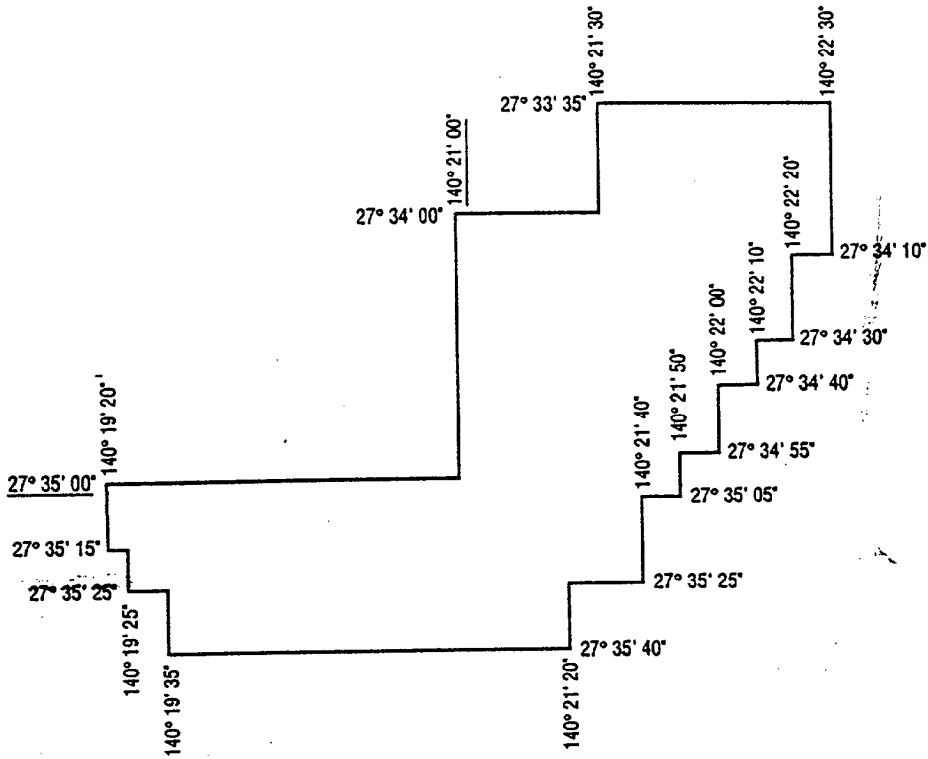 140° 21' 30"
140° 22' 30"
27° 33' 35"
140° 21' 00"
27° 34' 00"
140° 22' 20"
27° 34' 10"
140° 22' 10"
140° 22' 00"
27° 34' 30"
140° 21' 50"
27° 34' 40"
140° 21' 40"
140° 19' 20"
27° 34' 55"
27° 35' 00"
27° 35' 05"
27° 35' 15"
27° 35' 25"
27° 35' 25"
140° 19' 25"
27° 35' 40"
140° 19' 35"
140° 21' 20"